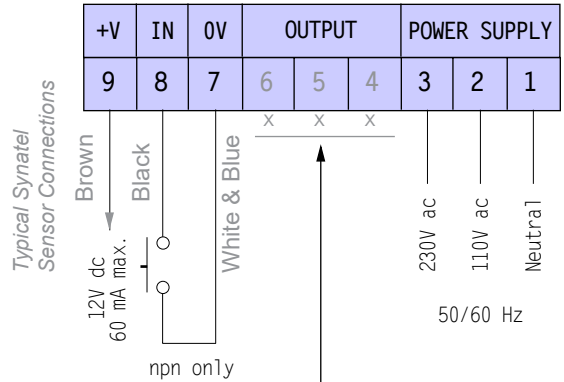 +V IN 0V OUTPUT POWER SUPPLY
9 8 7 6 5 4 3 2 1
x x x
Typical Synatel
Sensor Connections
Brown
Black
White & Blue
12V dc
60 mA max.
npn only
230V ac
110V ac
Neutral
50/60 Hz